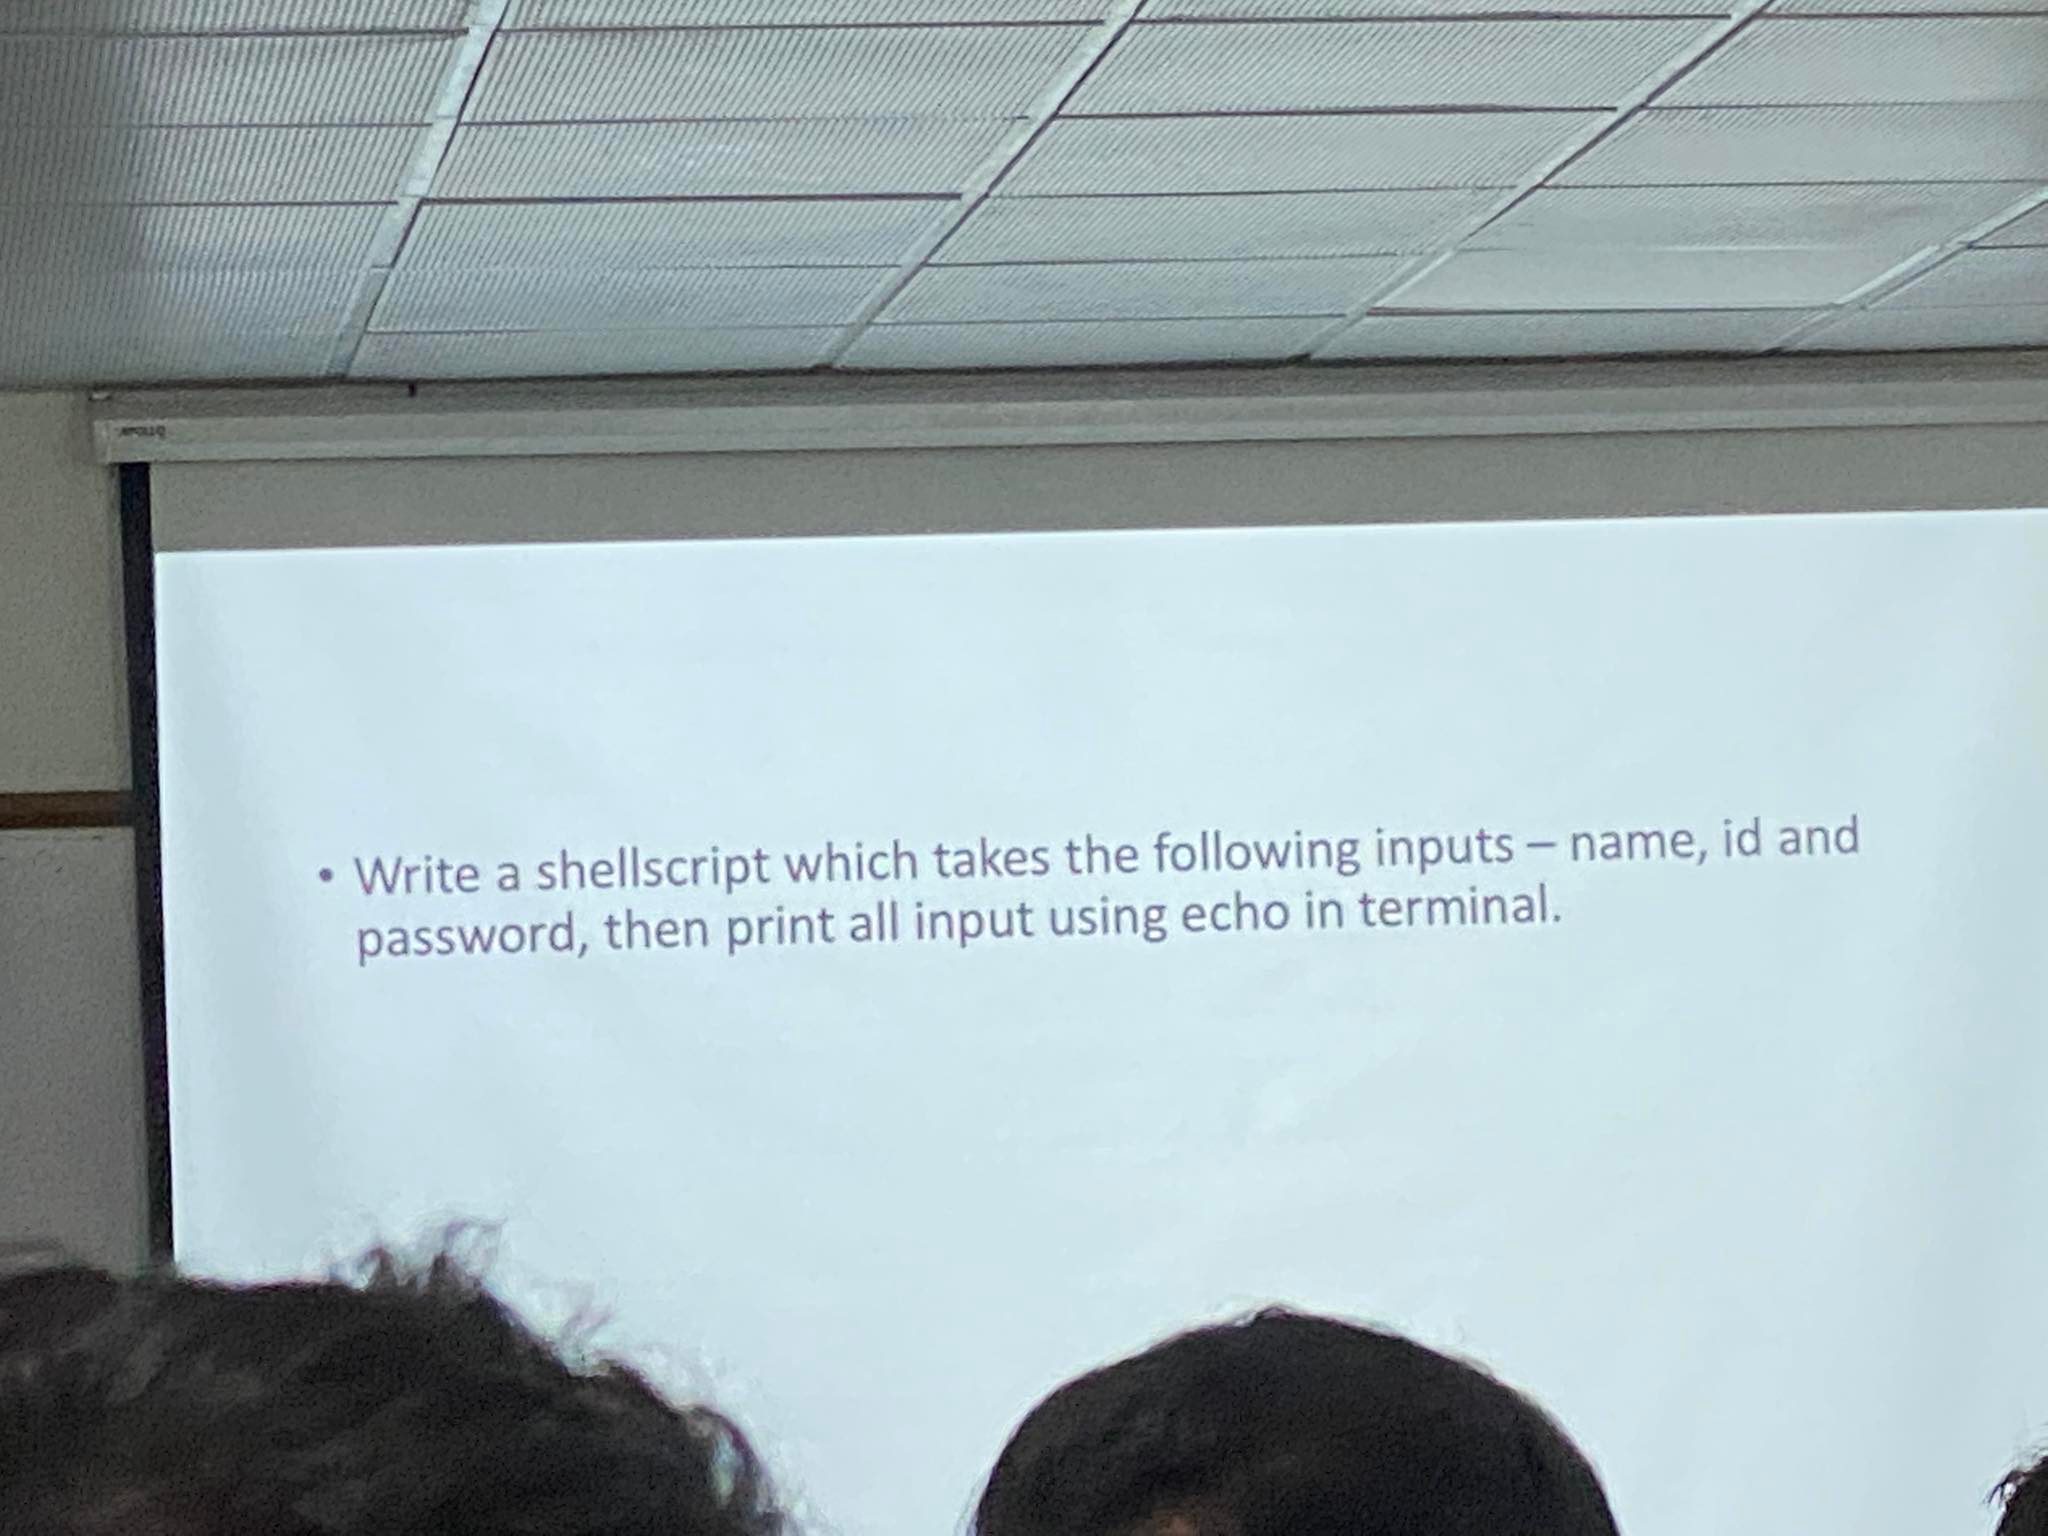 APOLLO
• Write a shellscript which takes the following inputs – name, id and
password, then print all input using echo in terminal.